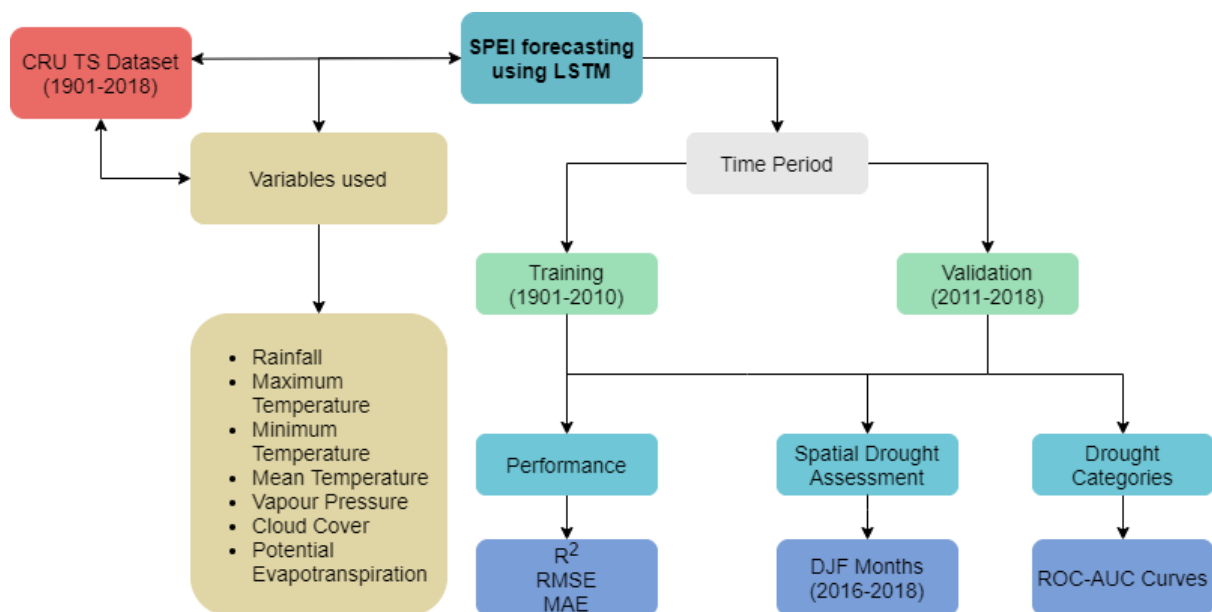 CRU TS Dataset
(1901-2018)
SPEI forecasting
using LSTM
Variables used
Time Period
Training
(1901-2010)
Validation
(2011-2018)
• Rainfall
• Maximum
Temperature
• Minimum
Temperature
• Mean Temperature
• Vapour Pressure
• Cloud Cover
• Potential
Evapotranspiration
Performance
Spatial Drought
Assessment
Drought
Categories
R²
RMSE
MAE
DJF Months
(2016-2018)
ROC-AUC Curves